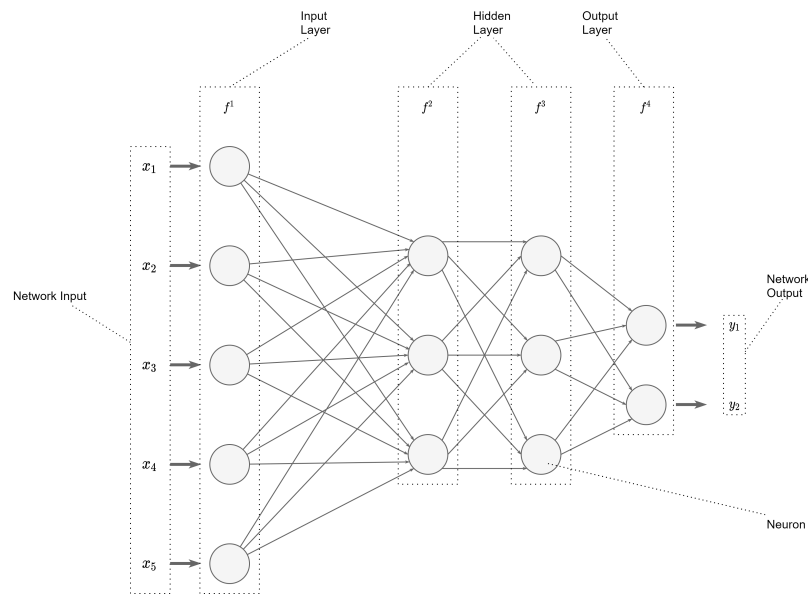 Input
Layer
Hidden
Layer
Output
Layer
f¹
f²
f³
f⁴
x₁
x₂
Network Input
Network
Output
y₁
x₃
y₂
x₄
Neuron
x₅